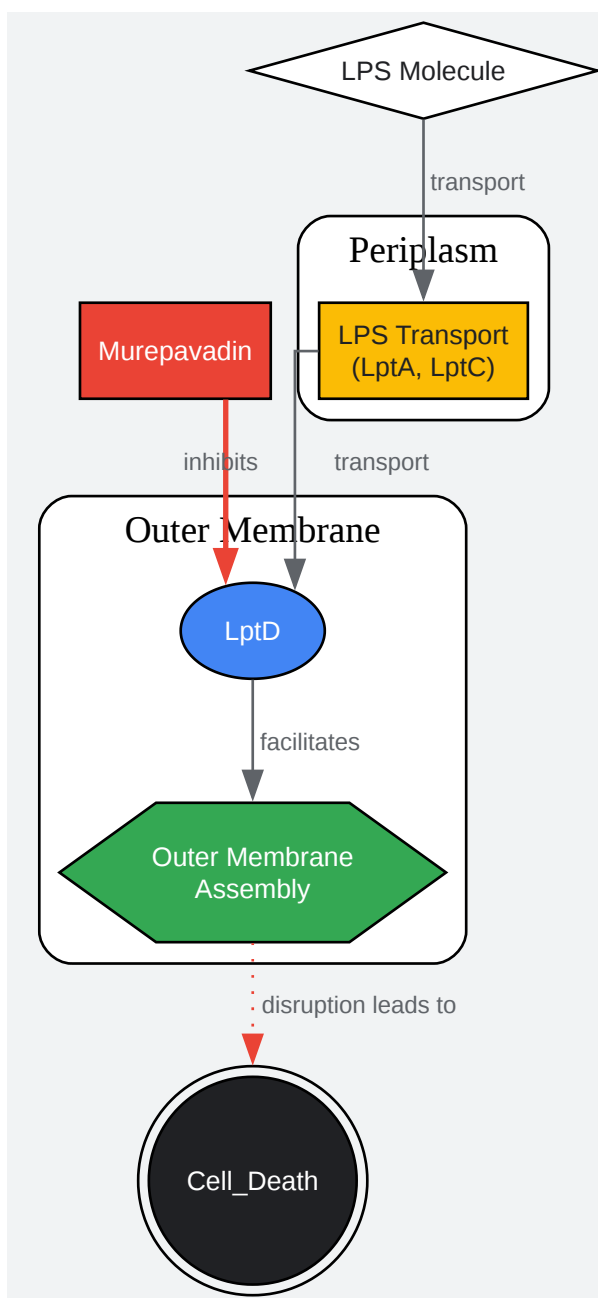 LPS Molecule
transport
Periplasm
Murepavadin
LPS Transport
(LptA, LptC)
inhibits
transport
Outer Membrane
LptD
facilitates
Outer Membrane
Assembly
disruption leads to
Cell_Death